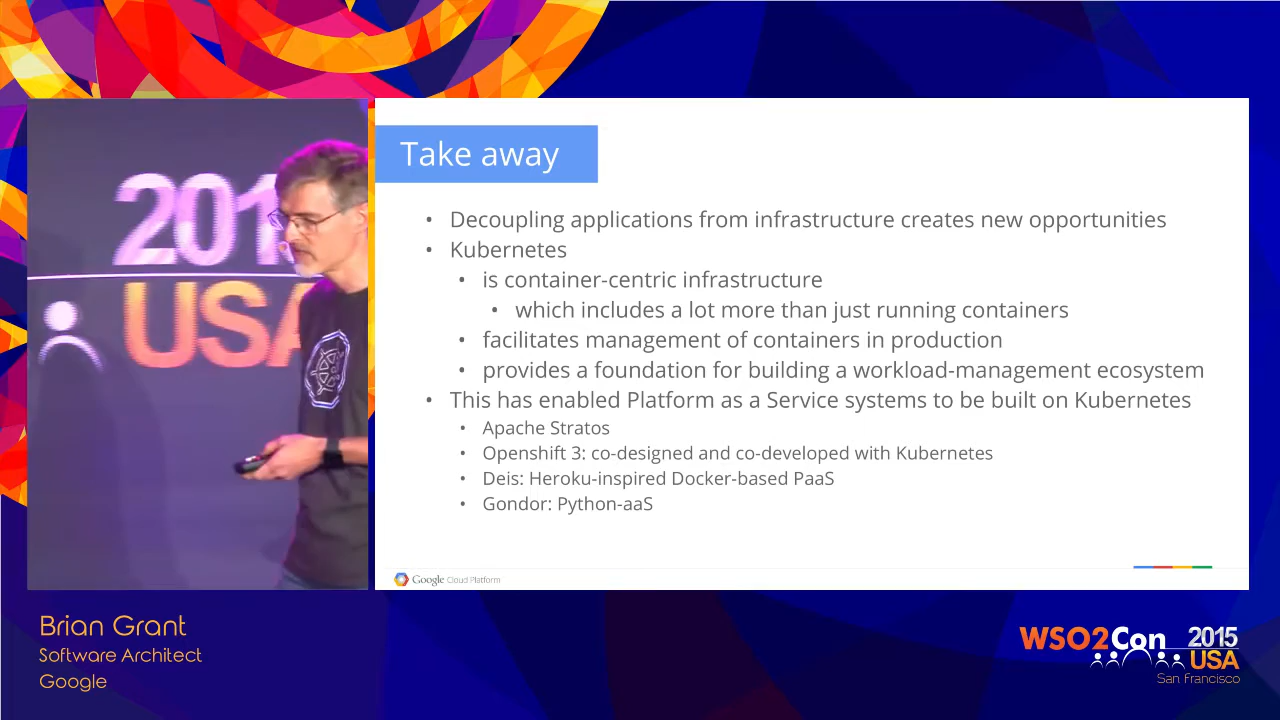 201
USA
Take away
• Decoupling applications from infrastructure creates new opportunities
• Kubernetes
• is container-centric infrastructure
• which includes a lot more than just running containers
• facilitates management of containers in production
• provides a foundation for building a workload-management ecosystem
• This has enabled Platform as a Service systems to be built on Kubernetes
• Apache Stratos
• Openshift 3: co-designed and co-developed with Kubernetes
• Deis: Heroku-inspired Docker-based PaaS
• Gondor: Python-aaS
Google Cloud Platform
Brian Grant
Software Architect
Google
WSO2Con 2015
USA
San Francisco